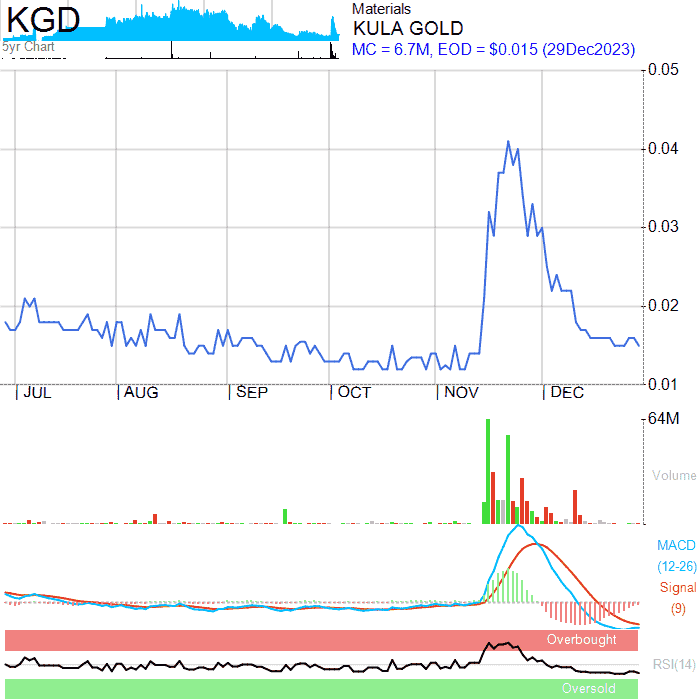 KGD
5yr Chart
Materials
KULA GOLD
MC = 6.7M, EOD = $0.015 (29Dec2023)
0.05
0.04
0.03
0.02
0.01
JUL AUG SEP OCT NOV DEC
64M
Volume
MACD
(12-26)
Signal
(9)
Overbought
RSI(14)
Oversold